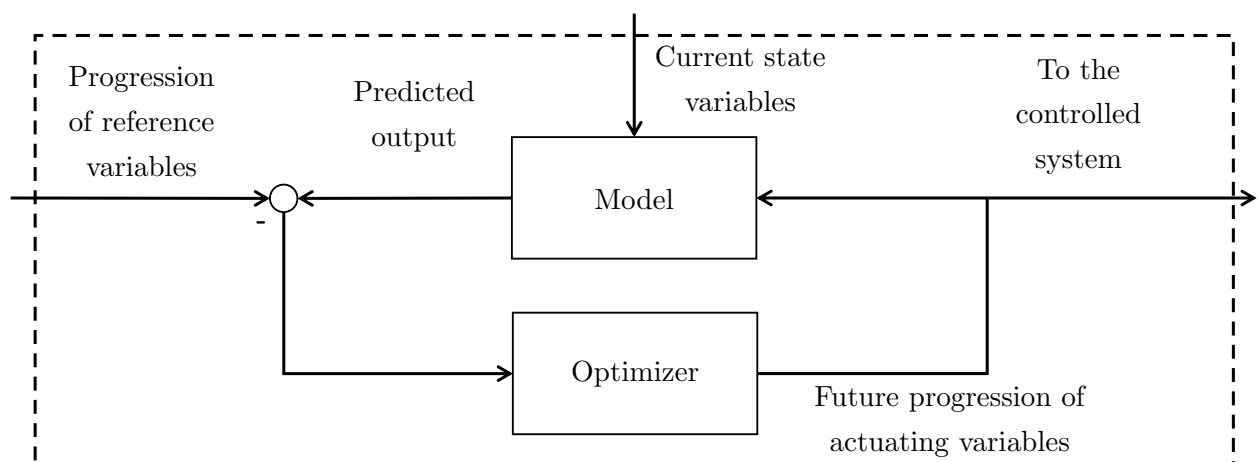 Progression
of reference
variables
Predicted
output
Current state
variables
To the
controlled
system
Model
-
Optimizer
Future progression of
actuating variables